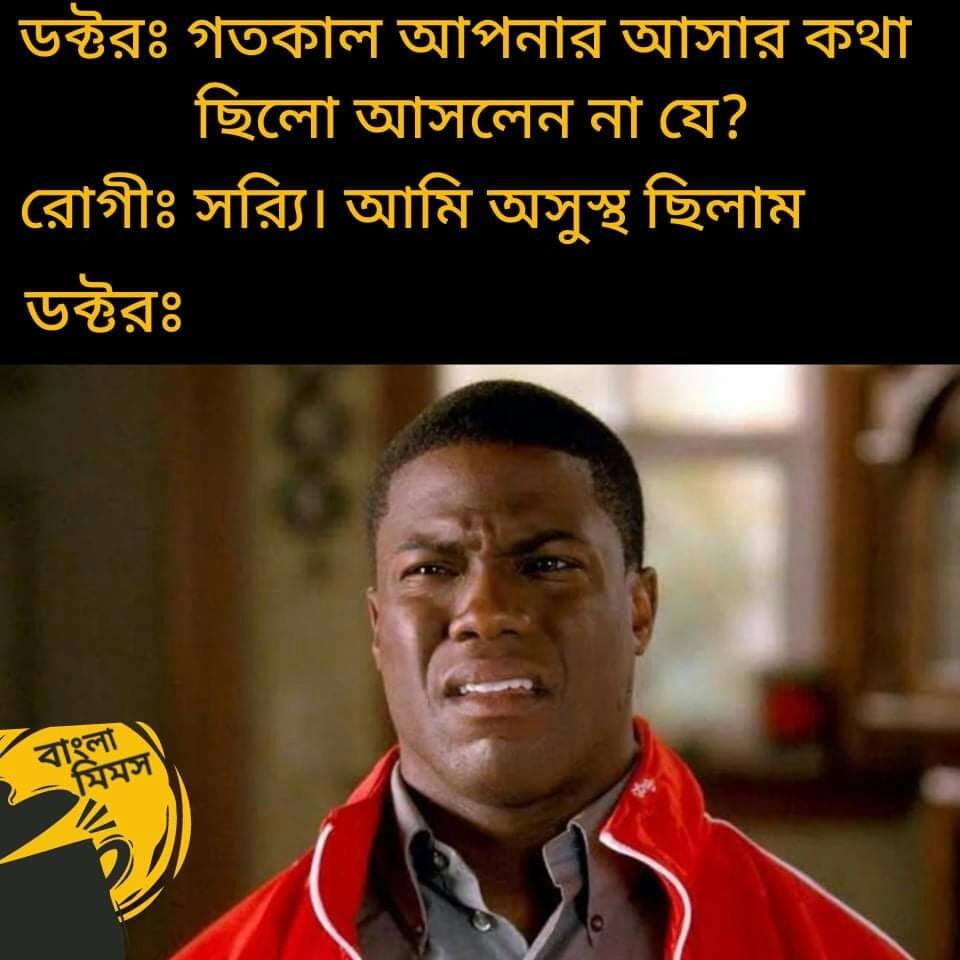 ডক্টরঃ গতকাল আপনার আসার কথা
ছিলো আসলেন না যে?
রোগীঃ সর‍্যি। আমি অসুস্থ ছিলাম
ডক্টরঃ
বাংলা
মিমস